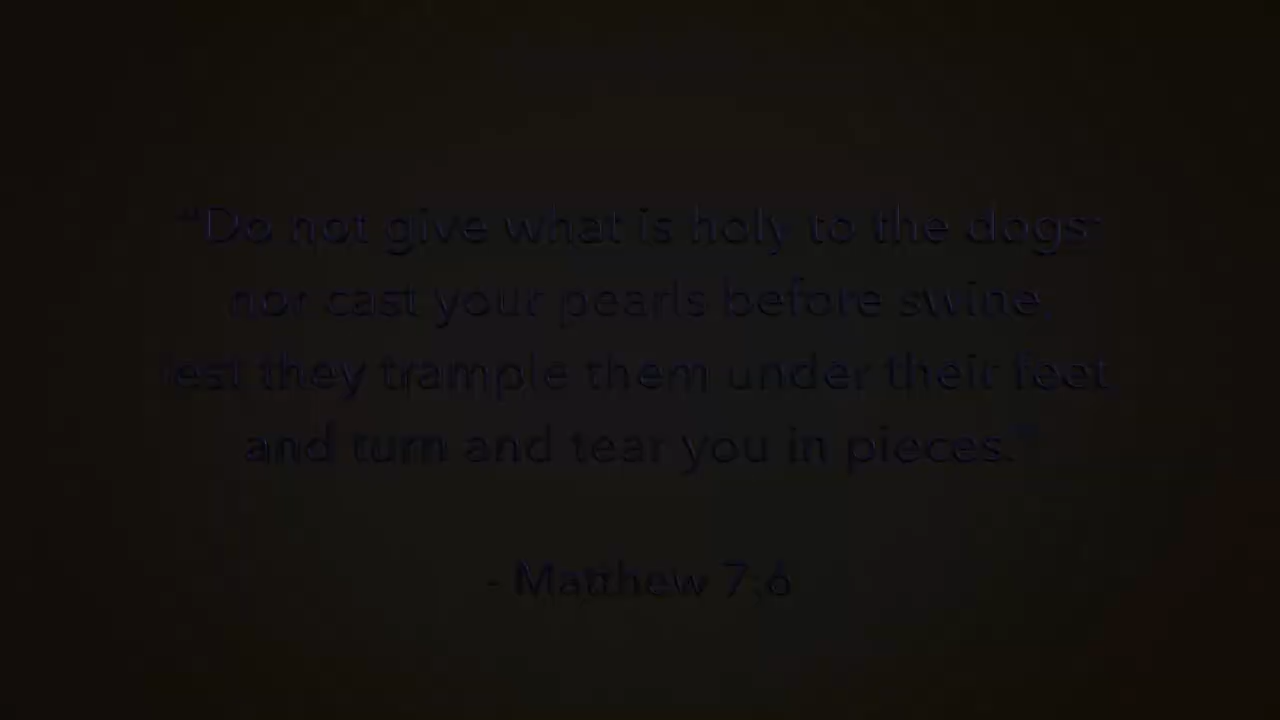 “Do not give what is holy to the dogs;
nor cast your pearls before swine,
lest they trample them under their feet,
and turn and tear you in pieces.”
- Matthew 7:6